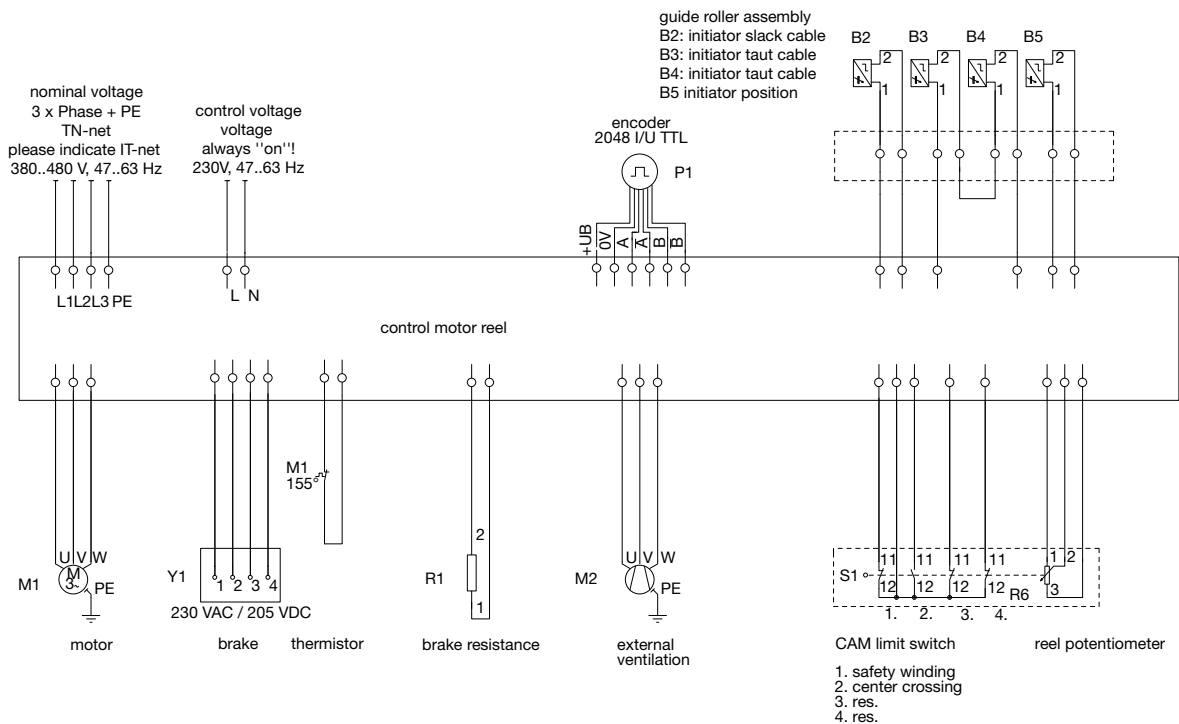 guide roller assembly
B2: initiator slack cable
B3: initiator taut cable
B4: initiator taut cable
B5 initiator position
B2 B3 B4 B5
2 2 2 2
1 1 1 1
nominal voltage
3 x Phase + PE
TN-net
please indicate IT-net
380..480 V, 47..63 Hz
control voltage
voltage
always "on"!
230V, 47..63 Hz
encoder
2048 I/U TTL
P1
+UB 0V A A̅ B B̅
L1 L2 L3 PE
L N
control motor reel
M1
155°
2
R1
1
U V W
M
3~
M1
PE
Y1
1 2 3 4
230 VAC / 205 VDC
U V W
M2
PE
11 11 11 11
S1
12 12 12 12
1. 2. 3. 4.
1 2
3
R6
motor
brake
thermistor
brake resistance
external
ventilation
CAM limit switch
1. safety winding
2. center crossing
3. res.
4. res.
reel potentiometer